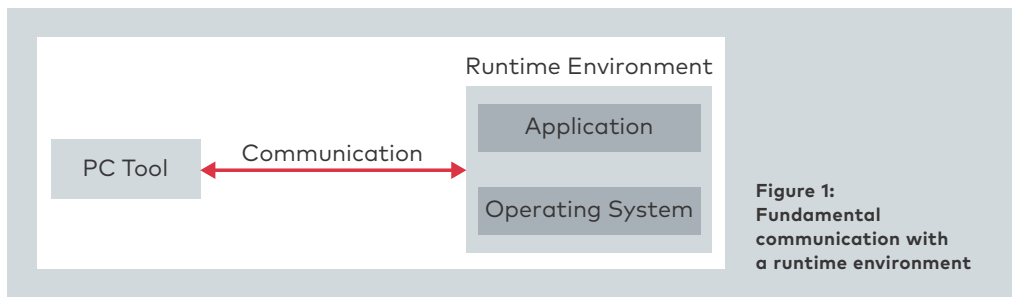 Runtime Environment
Application
PC Tool
Communication
Operating System
Figure 1:
Fundamental
communication with
a runtime environment